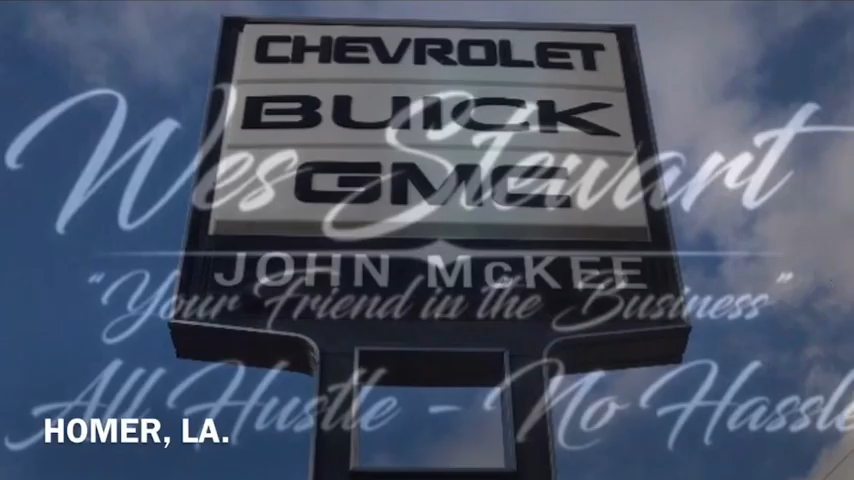 CHEVROLET
BUICK
GMC
Wes Stewart
JOHN McKEE
"Your Friend in the Business"
All Hustle - No Hassle
HOMER, LA.